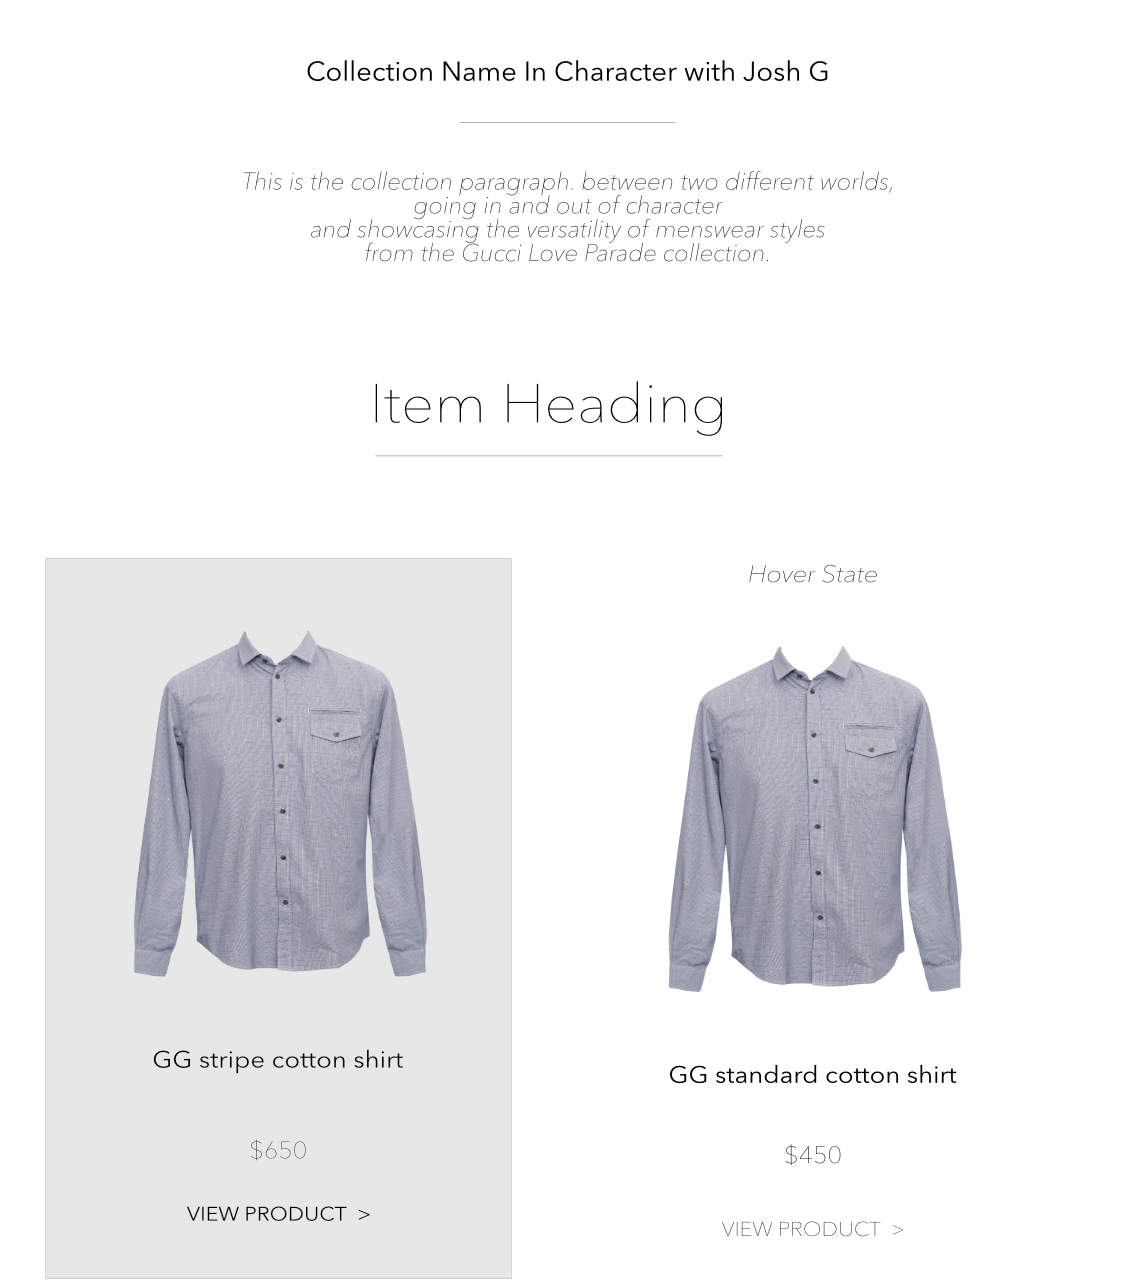 Collection Name In Character with Josh G
This is the collection paragraph. between two different worlds,
going in and out of character
and showcasing the versatility of menswear styles
from the Gucci Love Parade collection.
Item Heading
GG stripe cotton shirt
$650
VIEW PRODUCT >
Hover State
GG standard cotton shirt
$450
VIEW PRODUCT >